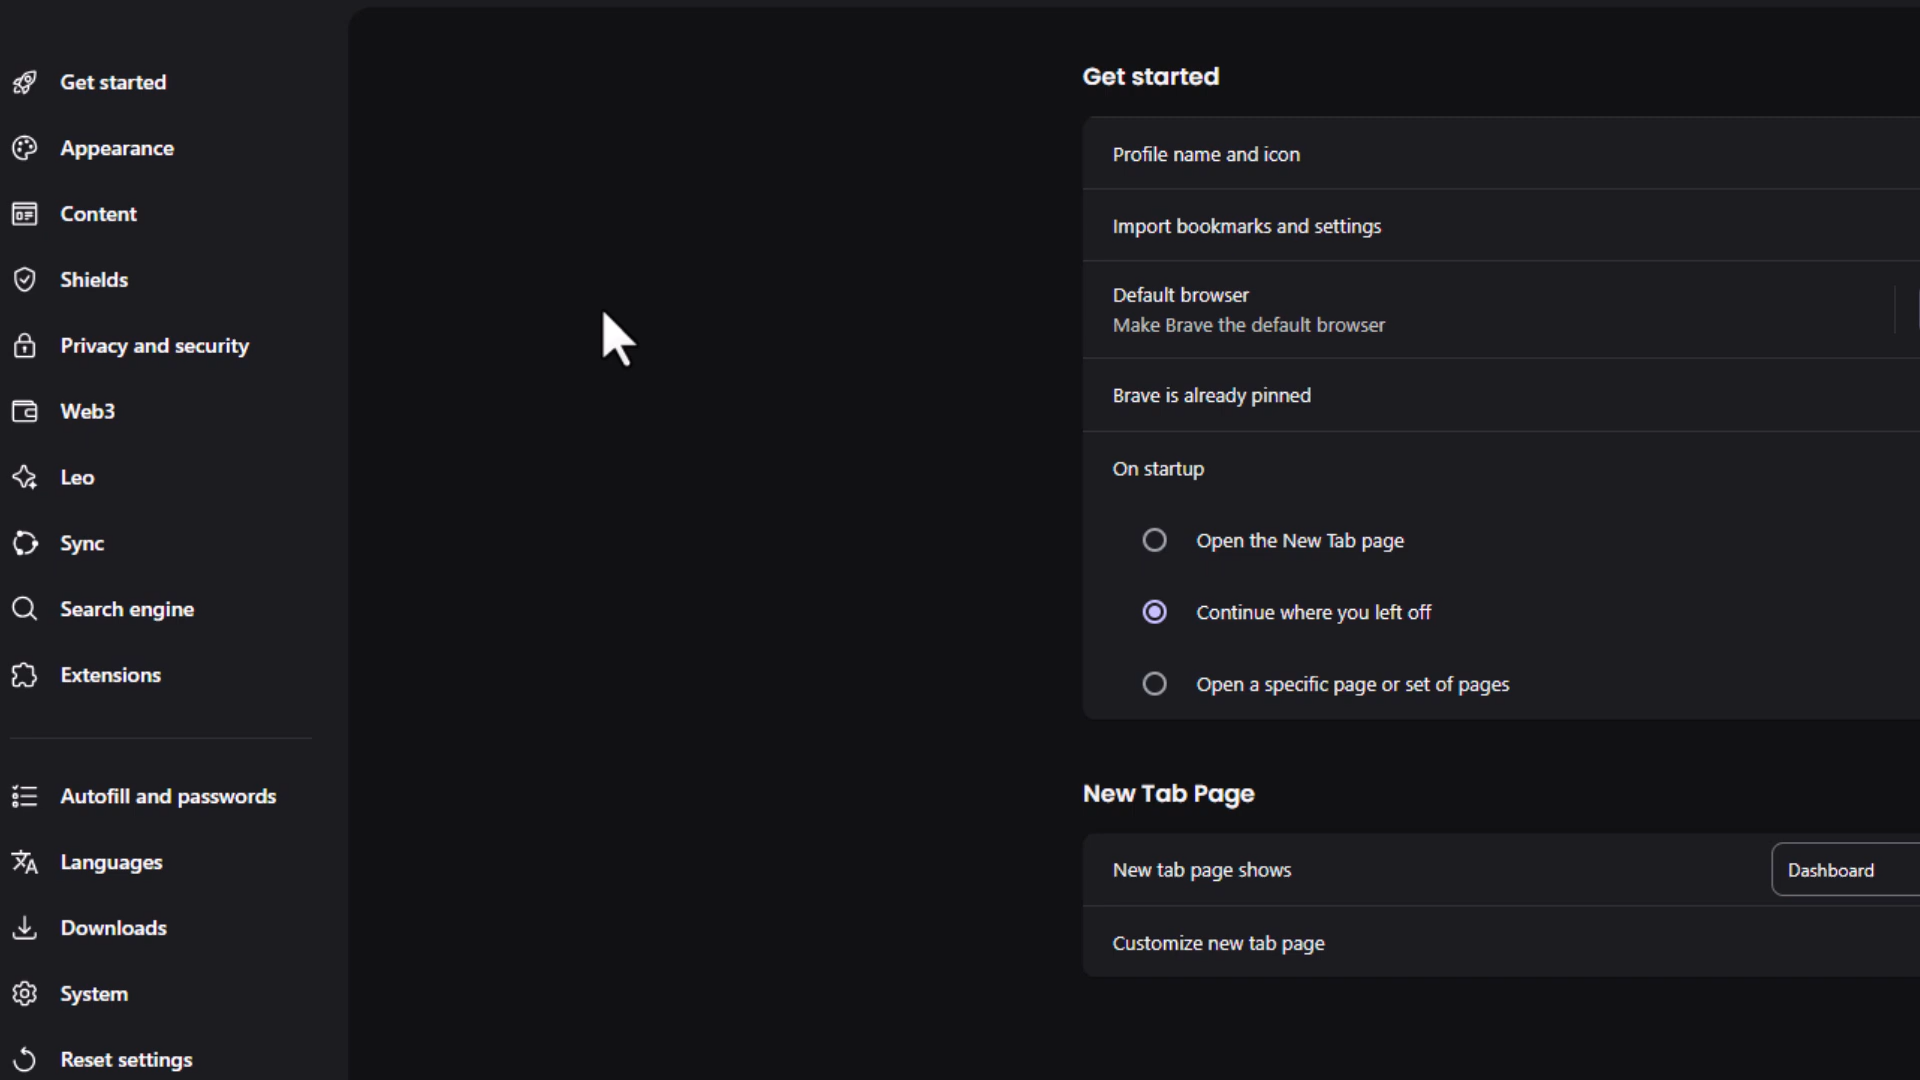 Get started
Appearance
Content
Shields
Privacy and security
Web3
Leo
Sync
Search engine
Extensions
Autofill and passwords
Languages
Downloads
System
Reset settings
Get started
Profile name and icon
Import bookmarks and settings
Default browser
Make Brave the default browser
Brave is already pinned
On startup
Open the New Tab page
Continue where you left off
Open a specific page or set of pages
New Tab Page
New tab page shows
Dashboard
Customize new tab page